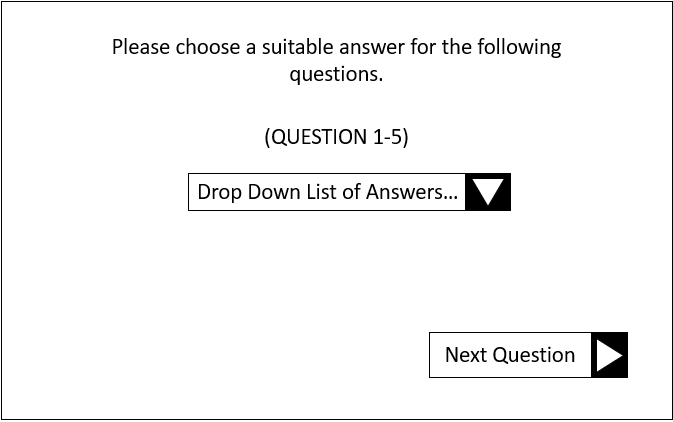 Please choose a suitable answer for the following
questions.
(QUESTION 1-5)
Drop Down List of Answers...
Next Question